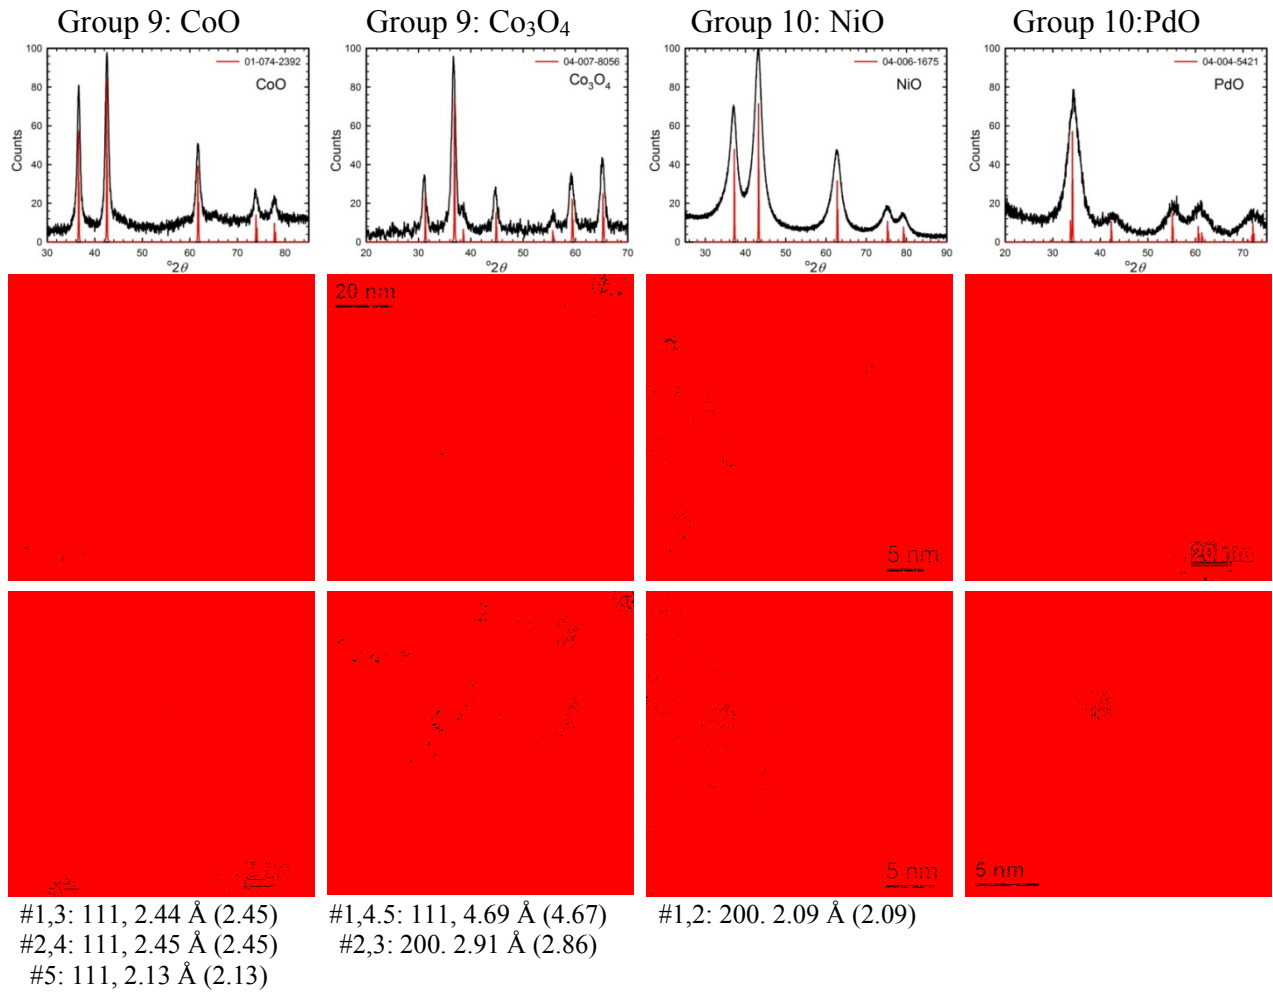 Group 9: CoO
Group 9: Co₃O₄
Group 10: NiO
Group 10:PdO
100
80
60
40
20
0
Counts
01-074-2392
CoO
30 40 50 60 70 80
°2θ
100
80
60
40
20
0
Counts
04-007-8056
Co₃O₄
20 30 40 50 60 70
°2θ
100
80
60
40
20
0
Counts
04-006-1675
NiO
30 40 50 60 70 80 90
°2θ
100
80
60
40
20
0
Counts
04-004-5421
PdO
20 30 40 50 60 70
°2θ
20 nm
5 nm
20 nm
5 nm
5 nm
#1,3: 111, 2.44 Å (2.45)
#2,4: 111, 2.45 Å (2.45)
#5: 111, 2.13 Å (2.13)
#1,4.5: 111, 4.69 Å (4.67)
#2,3: 200. 2.91 Å (2.86)
#1,2: 200. 2.09 Å (2.09)